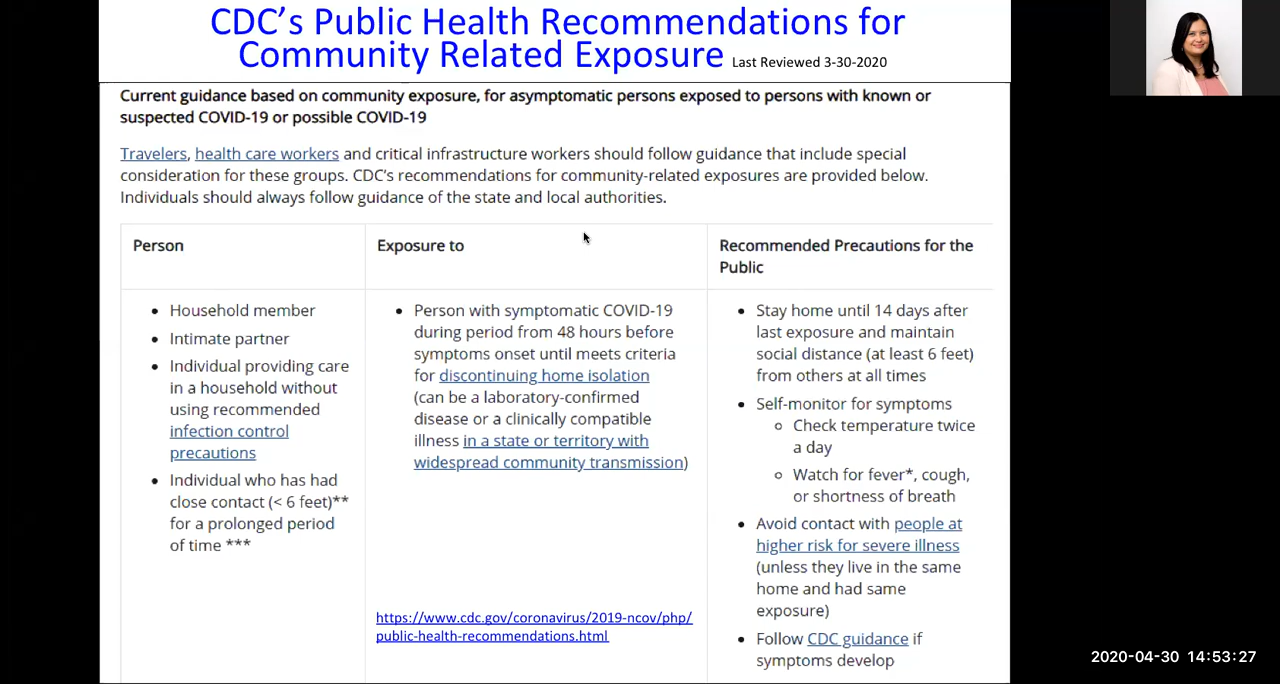 CDC’s Public Health Recommendations for
Community Related Exposure Last Reviewed 3-30-2020
Current guidance based on community exposure, for asymptomatic persons exposed to persons with known or
suspected COVID-19 or possible COVID-19
Travelers, health care workers and critical infrastructure workers should follow guidance that include special
consideration for these groups. CDC’s recommendations for community-related exposures are provided below.
Individuals should always follow guidance of the state and local authorities.
Person
Household member
Intimate partner
Individual providing care
in a household without
using recommended
infection control
precautions
Individual who has had
close contact (< 6 feet)**
for a prolonged period
of time ***
Exposure to
Person with symptomatic COVID-19
during period from 48 hours before
symptoms onset until meets criteria
for discontinuing home isolation
(can be a laboratory-confirmed
disease or a clinically compatible
illness in a state or territory with
widespread community transmission)
https://www.cdc.gov/coronavirus/2019-ncov/php/
public-health-recommendations.html
Recommended Precautions for the
Public
Stay home until 14 days after
last exposure and maintain
social distance (at least 6 feet)
from others at all times
Self-monitor for symptoms
Check temperature twice
a day
Watch for fever*, cough,
or shortness of breath
Avoid contact with people at
higher risk for severe illness
(unless they live in the same
home and had same
exposure)
Follow CDC guidance if
symptoms develop
2020-04-30 14:53:27